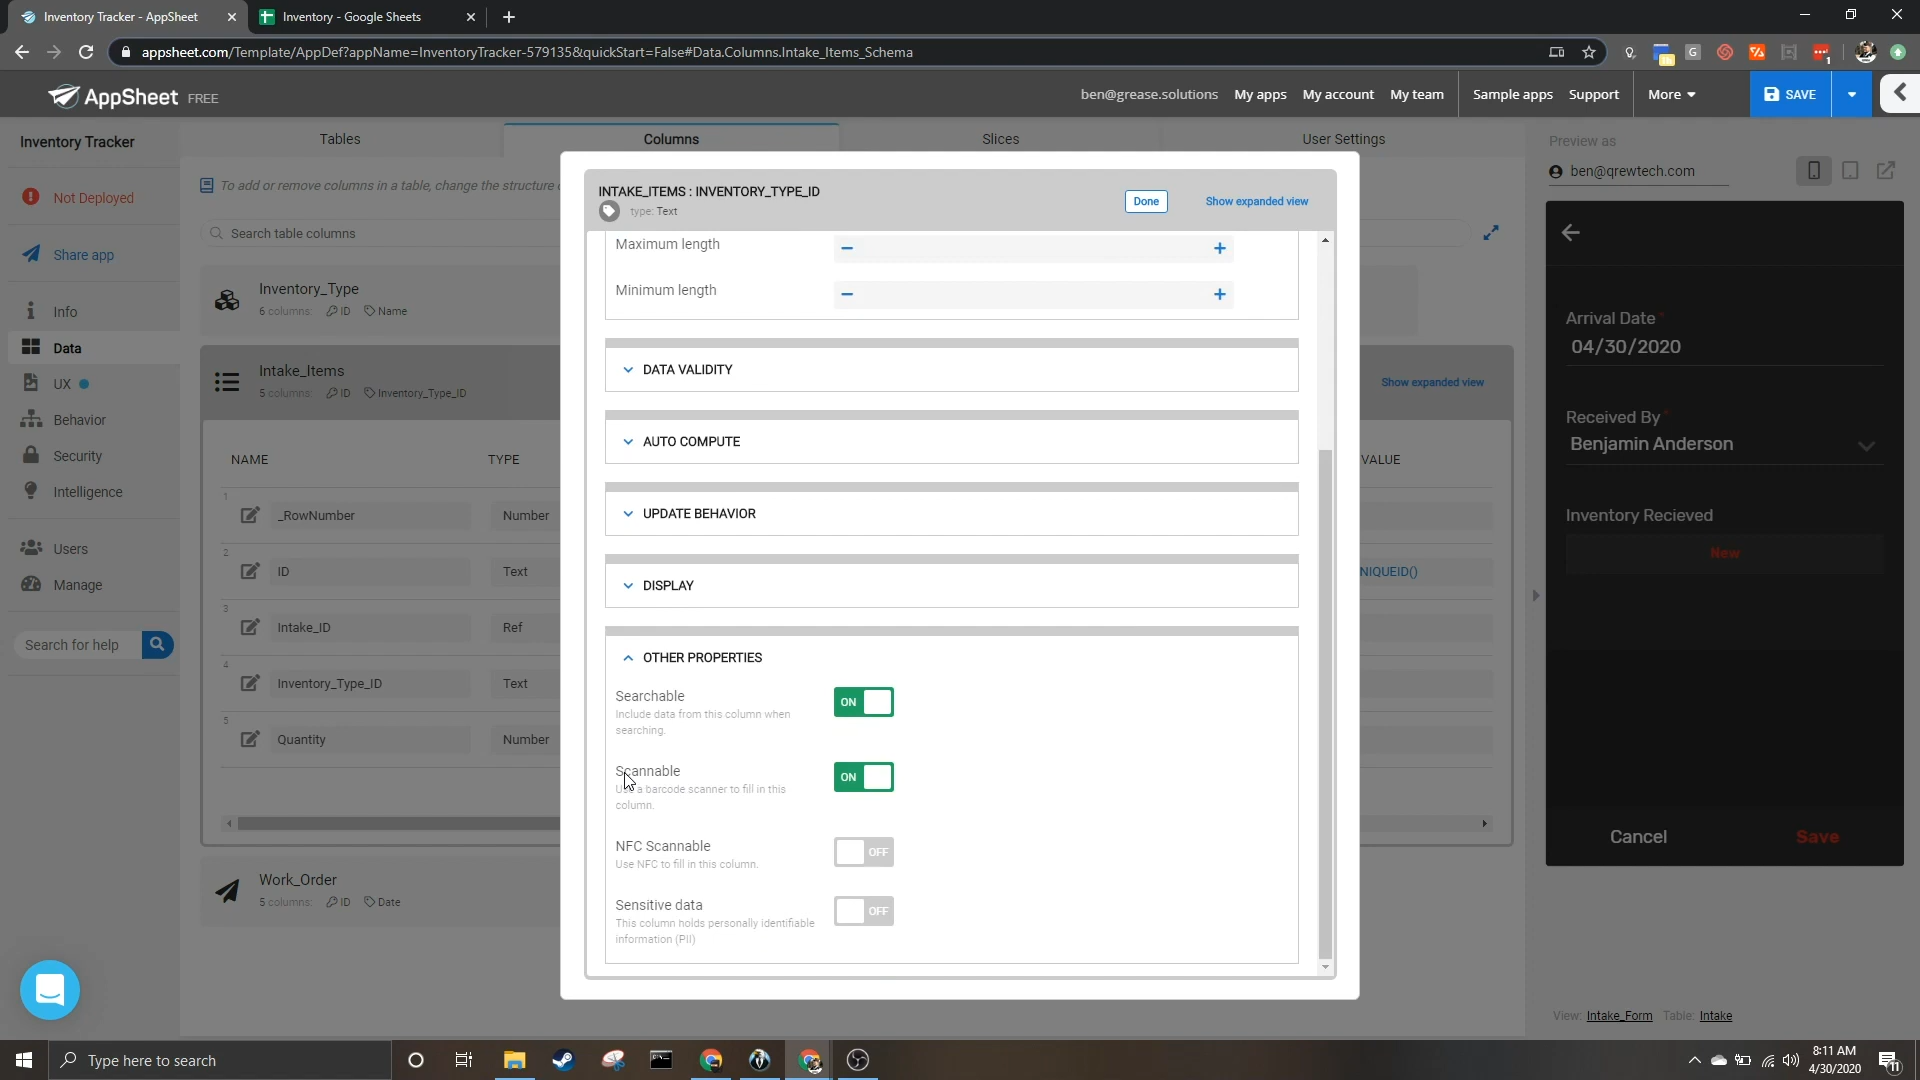 Inventory Tracker - AppSheet
Inventory - Google Sheets
appsheet.com/Template/AppDef?appName=InventoryTracker-579135&quickStart=False#Data.Columns.Intake_Items_Schema
AppSheet FREE
ben@grease.solutions My apps My account My team Sample apps Support More SAVE
Inventory Tracker
Tables Columns Slices User Settings
Preview as
ben@qrewtech.com
Not Deployed
Share app
Info
Data
UX
Behavior
Security
Intelligence
Users
Manage
Search for help
To add or remove columns in a table, change the structure
Search table columns
Inventory_Type
6 columns: ID Name
Intake_Items
5 columns: ID Inventory_Type_ID
Show expanded view
NAME TYPE VALUE
1 _RowNumber Number
2 ID Text NIQUEID()
3 Intake_ID Ref
4 Inventory_Type_ID Text
5 Quantity Number
Work_Order
5 columns: ID Date
INTAKE_ITEMS : INVENTORY_TYPE_ID
type: Text
Done Show expanded view
Maximum length
Minimum length
DATA VALIDITY
AUTO COMPUTE
UPDATE BEHAVIOR
DISPLAY
OTHER PROPERTIES
Searchable ON
Include data from this column when
searching.
Scannable ON
Use a barcode scanner to fill in this
column.
NFC Scannable OFF
Use NFC to fill in this column.
Sensitive data OFF
This column holds personally identifiable
information (PII)
Arrival Date*
04/30/2020
Received By*
Benjamin Anderson
Inventory Recieved
New
Cancel Save
View: Intake_Form Table: Intake
Type here to search
8:11 AM
4/30/2020
11